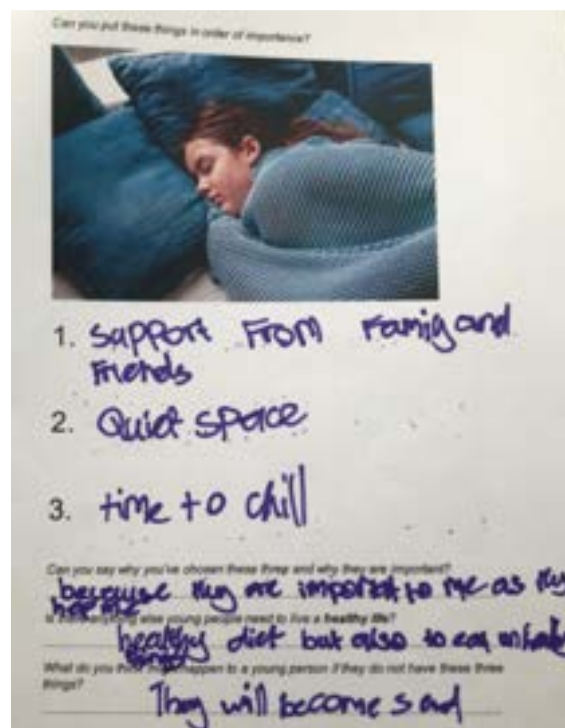 Can you put these things in order of importance?
1. Support From Famiy and
Friends
2. Quiet space
3. time to chill
Can you say why you've chosen these three and why they are important?
because they are important to me as they
help me
Is there anything else young people need to live a healthy life?
healthy diet but also to eat unhealthy
What do you think might happen to a young person if they do not have these three
things?
They will become sad